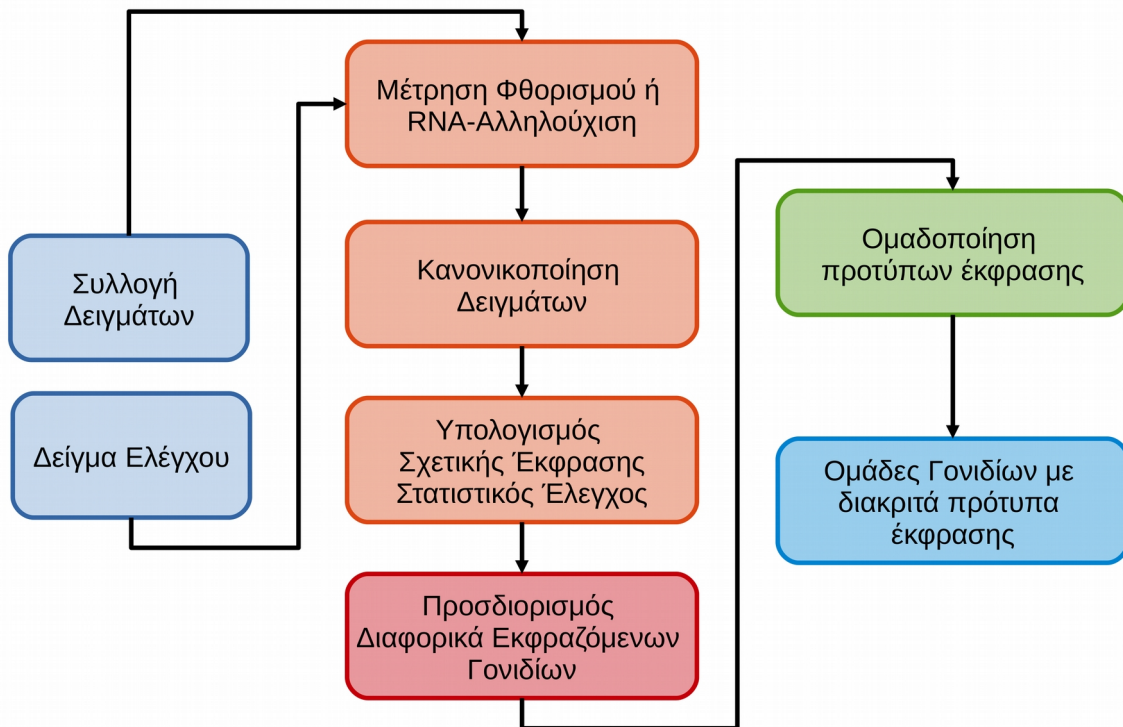 Μέτρηση Φθορισμού ή
RNA-Αλληλούχιση
Συλλογή
Δειγμάτων
Δείγμα Ελέγχου
Κανονικοποίηση
Δειγμάτων
Υπολογισμός
Σχετικής Έκφρασης
Στατιστικός Έλεγχος
Προσδιορισμός
Διαφορικά Εκφραζόμενων
Γονιδίων
Ομαδοποίηση
προτύπων έκφρασης
Ομάδες Γονιδίων με
διακριτά πρότυπα
έκφρασης